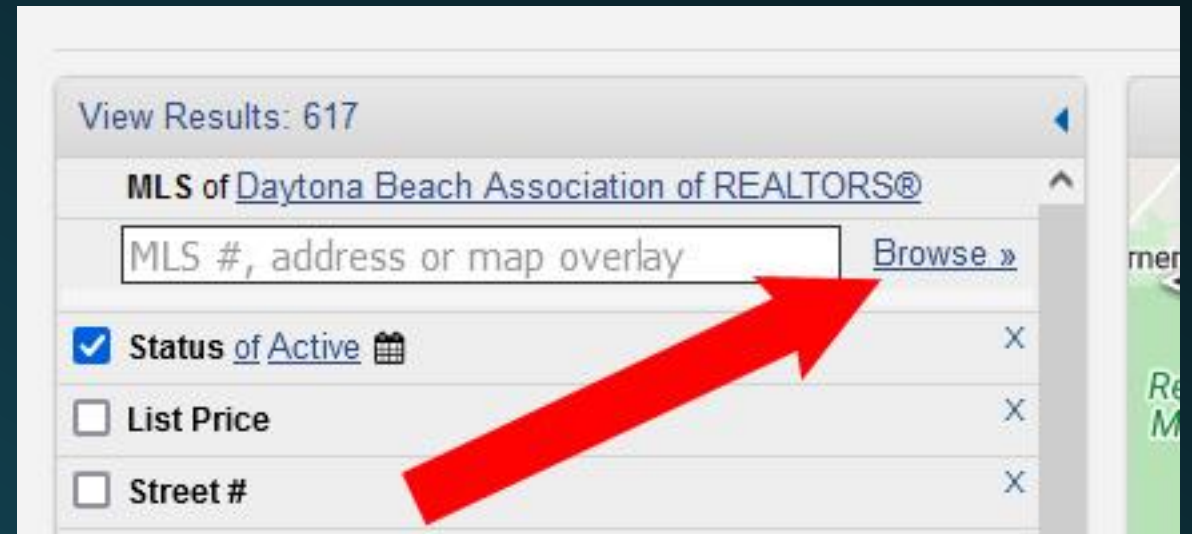 View Results: 617
MLS of Daytona Beach Association of REALTORS®
MLS #, address or map overlay Browse »
Status of Active X
List Price X
Street # X